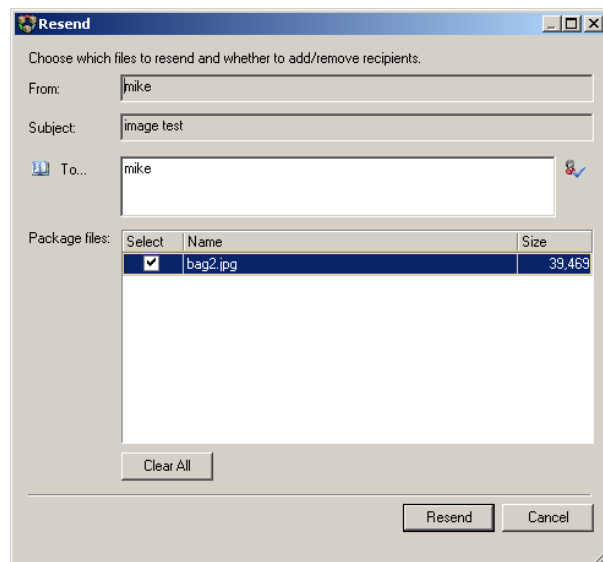 Resend
Choose which files to resend and whether to add/remove recipients.
From: mike
Subject: image test
To... mike
Package files: Select Name Size
bag2.jpg 39,469
Clear All
Resend Cancel